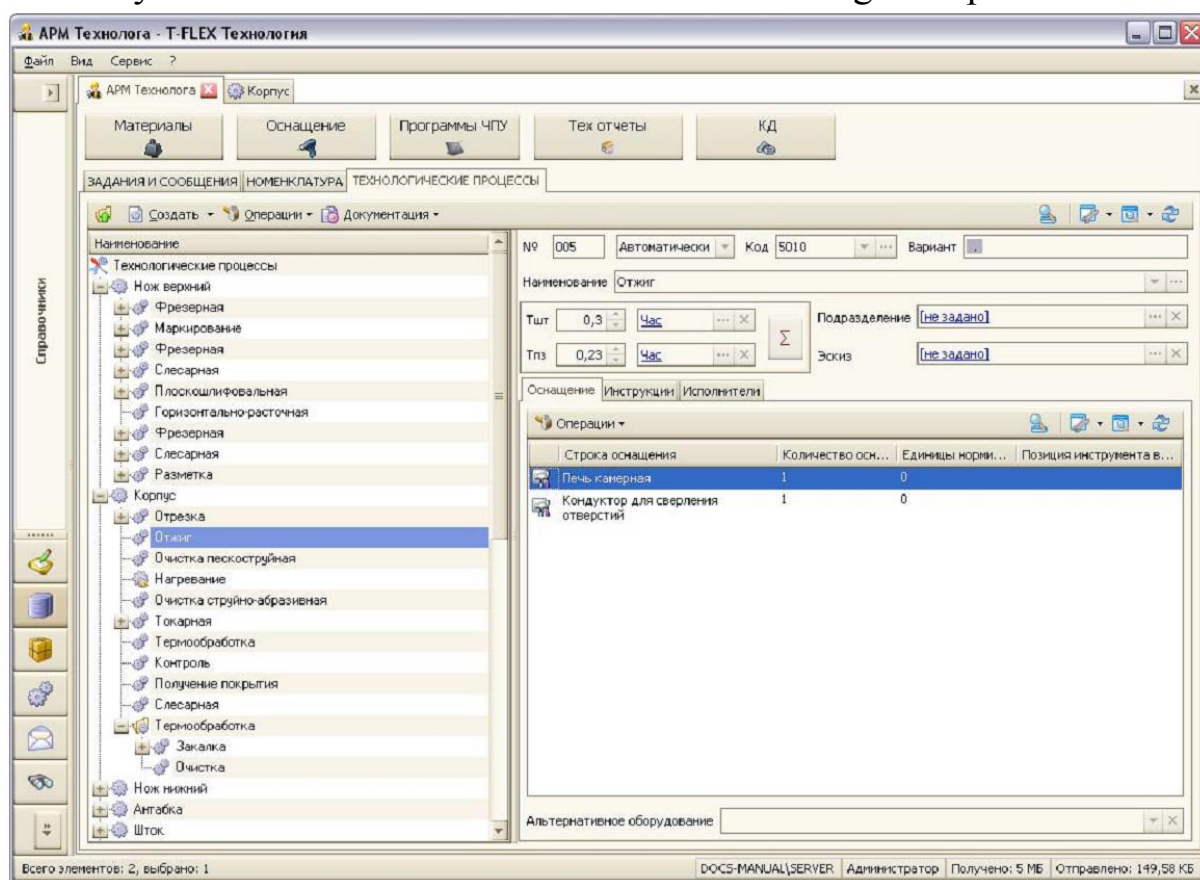 АРМ Технолога - T-FLEX Технология
Файл Вид Сервис ?
АРМ Технолога Корпус
Материалы Оснащение Программы ЧПУ Тех отчеты КД
ЗАДАНИЯ И СООБЩЕНИЯ НОМЕНКЛАТУРА ТЕХНОЛОГИЧЕСКИЕ ПРОЦЕССЫ
Создать Операции Документация
Справочники
Наименование
Технологические процессы
Нож верхний
Фрезерная
Маркирование
Фрезерная
Слесарная
Плоскошлифовальная
Горизонтально-расточная
Фрезерная
Слесарная
Разметка
Корпус
Отрезка
Отжиг
Очистка пескоструйная
Нагревание
Очистка струйно-абразивная
Токарная
Термообработка
Контроль
Получение покрытия
Слесарная
Термообработка
Закалка
Очистка
Нож нижний
Антабка
Шток
№ 005 Автоматически Код 5010 Вариант
Наименование Отжиг
Тшт 0,3 Час Подразделение [не задано]
Тпз 0,23 Час Σ Эскиз [не задано]
Оснащение Инструкции Исполнители
Операции
Строка оснащения Количество осн... Единицы норми... Позиция инструмента в...
Печь камерная 1 0
Кондуктор для сверления отверстий 1 0
Альтернативное оборудование
Всего элементов: 2, выбрано: 1 DOCS-MANUAL\SERVER Администратор Получено: 5 МБ Отправлено: 149,58 КБ